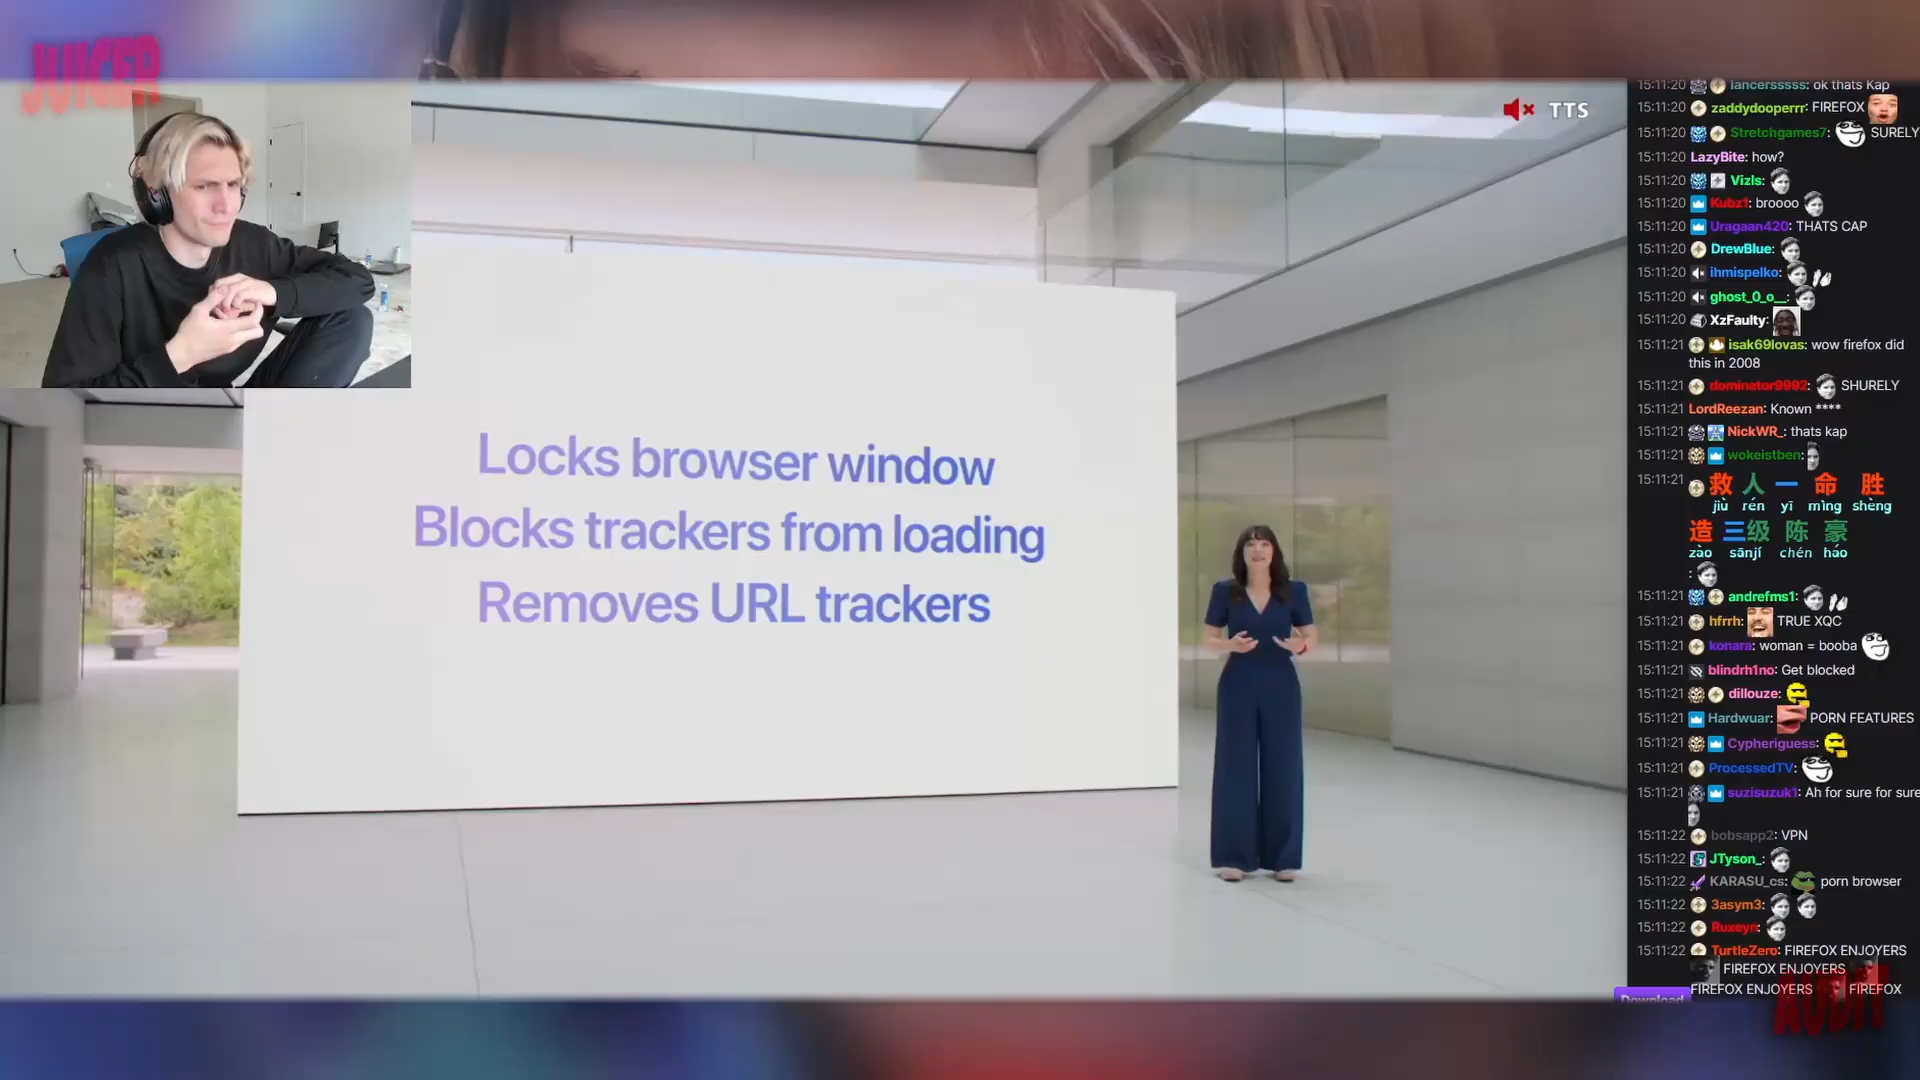 JUICER
TTS
Locks browser window
Blocks trackers from loading
Removes URL trackers
15:11:20 lancersssss: ok thats Kap
15:11:20 zaddydooperrr: FIREFOX
15:11:20 Stretchgames7: SURELY
15:11:20 LazyBite: how?
15:11:20 Vizls:
15:11:20 Kubz1: broooo
15:11:20 Uragaan420: THATS CAP
15:11:20 DrewBlue:
15:11:20 ihmispelko:
15:11:20 ghost_0_o__:
15:11:20 XzFaulty:
15:11:21 isak69lovas: wow firefox did
this in 2008
15:11:21 dominator9992: SHURELY
15:11:21 LordReezan: Known ****
15:11:21 NickWR_: thats kap
15:11:21 wokeistben:
15:11:21 救人一命胜
jiù rén yī mìng shèng
造三级陈豪
zào sānjí chén háo
:
15:11:21 andrefms1:
15:11:21 hfrrh: TRUE XQC
15:11:21 konara: woman = booba
15:11:21 blindrh1no: Get blocked
15:11:21 dillouze:
15:11:21 Hardwuar: PORN FEATURES
15:11:21 Cypheriguess:
15:11:21 ProcessedTV:
15:11:21 suzisuzuk1: Ah for sure for sure
15:11:22 bobsapp2: VPN
15:11:22 JTyson_:
15:11:22 KARASU_cs: porn browser
15:11:22 3asym3:
15:11:22 Ruxeyn:
15:11:22 TurtleZero: FIREFOX ENJOYERS
FIREFOX ENJOYERS
FIREFOX ENJOYERS FIREFOX
Download
AUDIT